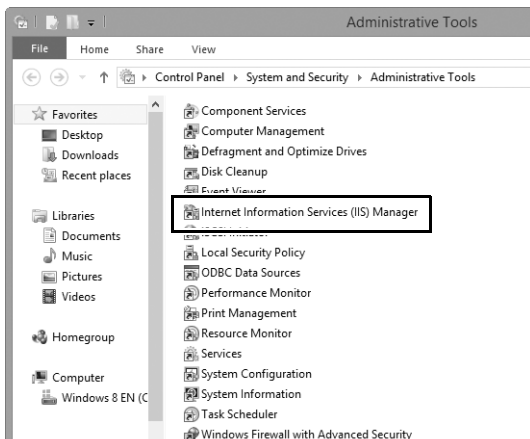 Administrative Tools
File Home Share View
Control Panel System and Security Administrative Tools
Favorites
Desktop
Downloads
Recent places
Libraries
Documents
Music
Pictures
Videos
Homegroup
Computer
Windows 8 EN (C
Component Services
Computer Management
Defragment and Optimize Drives
Disk Cleanup
Event Viewer
Internet Information Services (IIS) Manager
Local Security Policy
ODBC Data Sources
Performance Monitor
Print Management
Resource Monitor
Services
System Configuration
System Information
Task Scheduler
Windows Firewall with Advanced Security